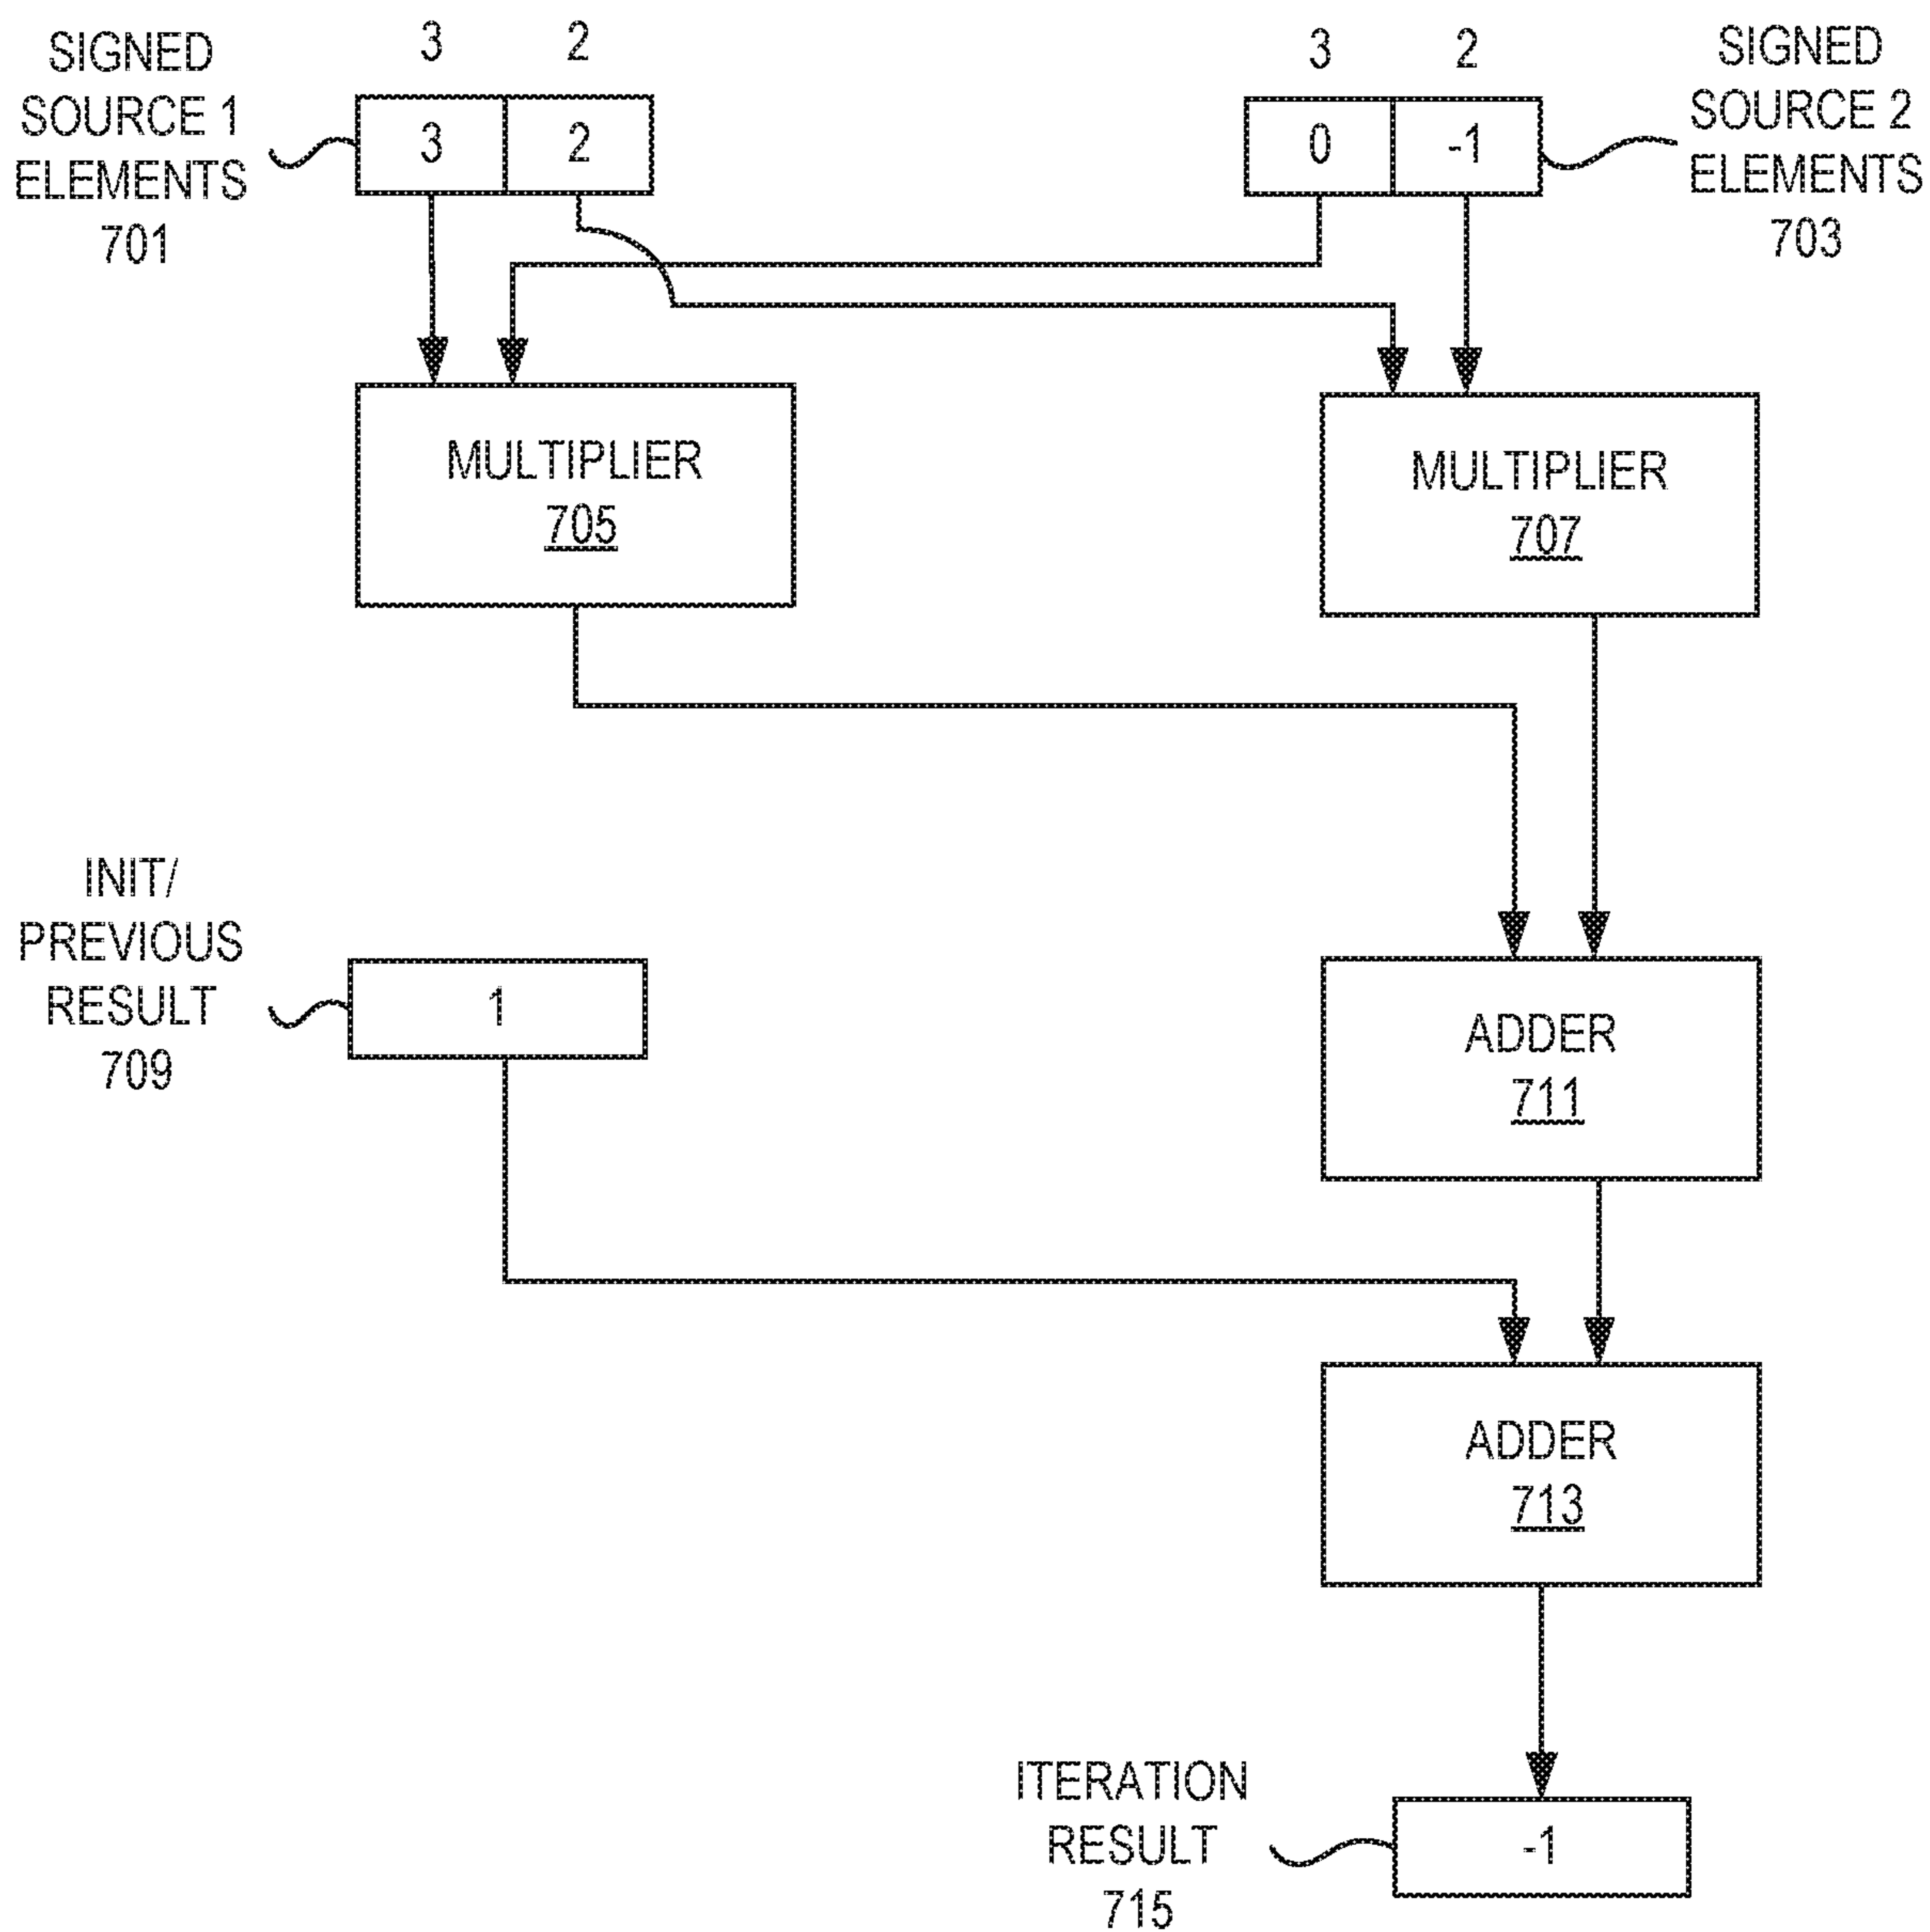 SIGNED
SOURCE 1
ELEMENTS
701
3 2
3 2
3 2
0 -1
SIGNED
SOURCE 2
ELEMENTS
703
MULTIPLIER
705
MULTIPLIER
707
INIT/
PREVIOUS
RESULT
709
1
ADDER
711
ADDER
713
ITERATION
RESULT
715
-1